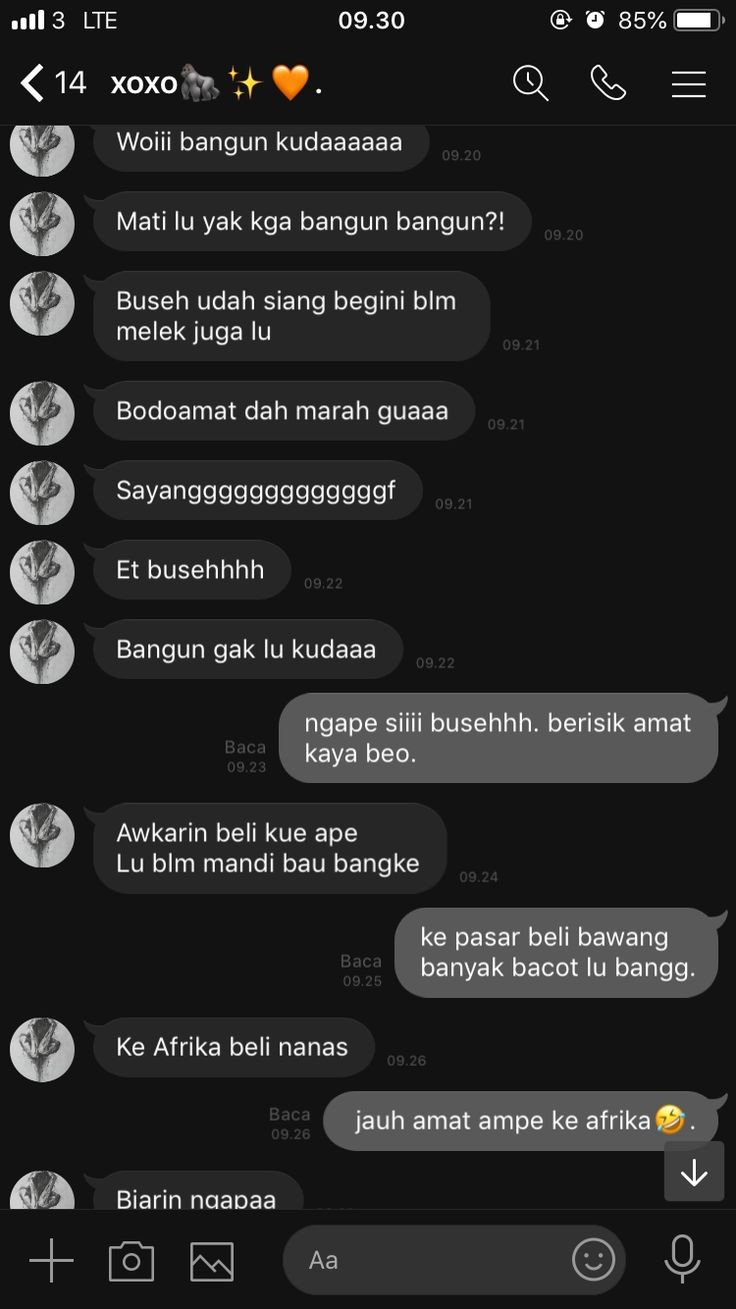 3 LTE 09.30 85%
14 xoxo🦍✨🧡.
Woiii bangun kudaaaaaa
09.20
Mati lu yak kga bangun bangun?!
09.20
Buseh udah siang begini blm
melek juga lu
09.21
Bodoamat dah marah guaaa
09.21
Sayangggggggggggggf
09.21
Et busehhhh
09.22
Bangun gak lu kudaaa
09.22
ngape siiii busehhh. berisik amat
kaya beo.
Baca
09.23
Awkarin beli kue ape
Lu blm mandi bau bangke
09.24
ke pasar beli bawang
banyak bacot lu bangg.
Baca
09.25
Ke Afrika beli nanas
09.26
jauh amat ampe ke afrika🤣.
Baca
09.26
Biarin ngapaa
Aa